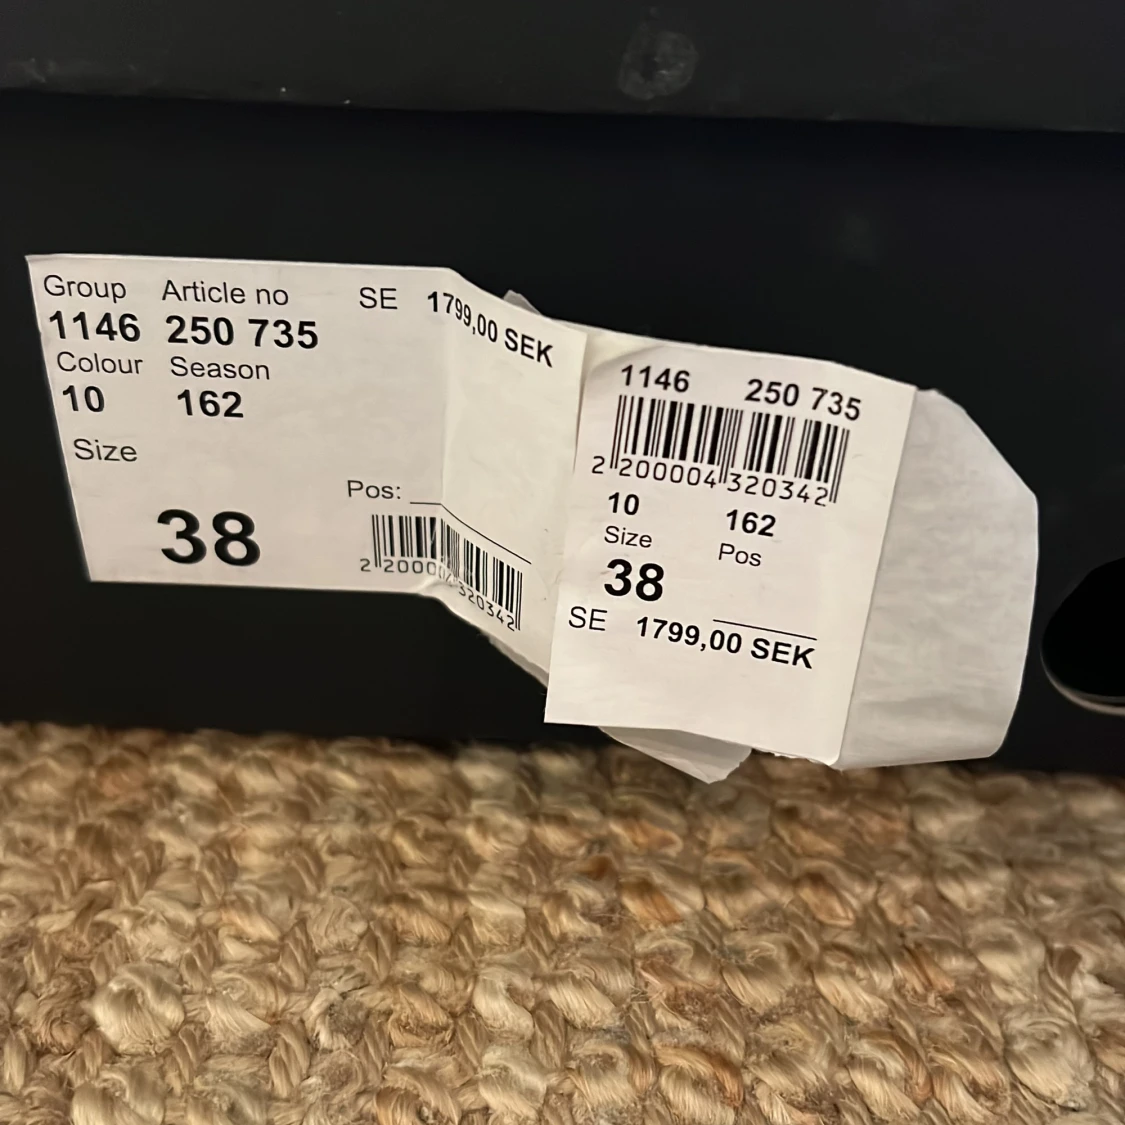 Group Article no SE 1799,00 SEK
1146 250 735
Colour Season
10 162
Size
Pos:
38
2 200004 320342
1146 250 735
2 200004 320342
10 162
Size Pos
38
SE 1799,00 SEK